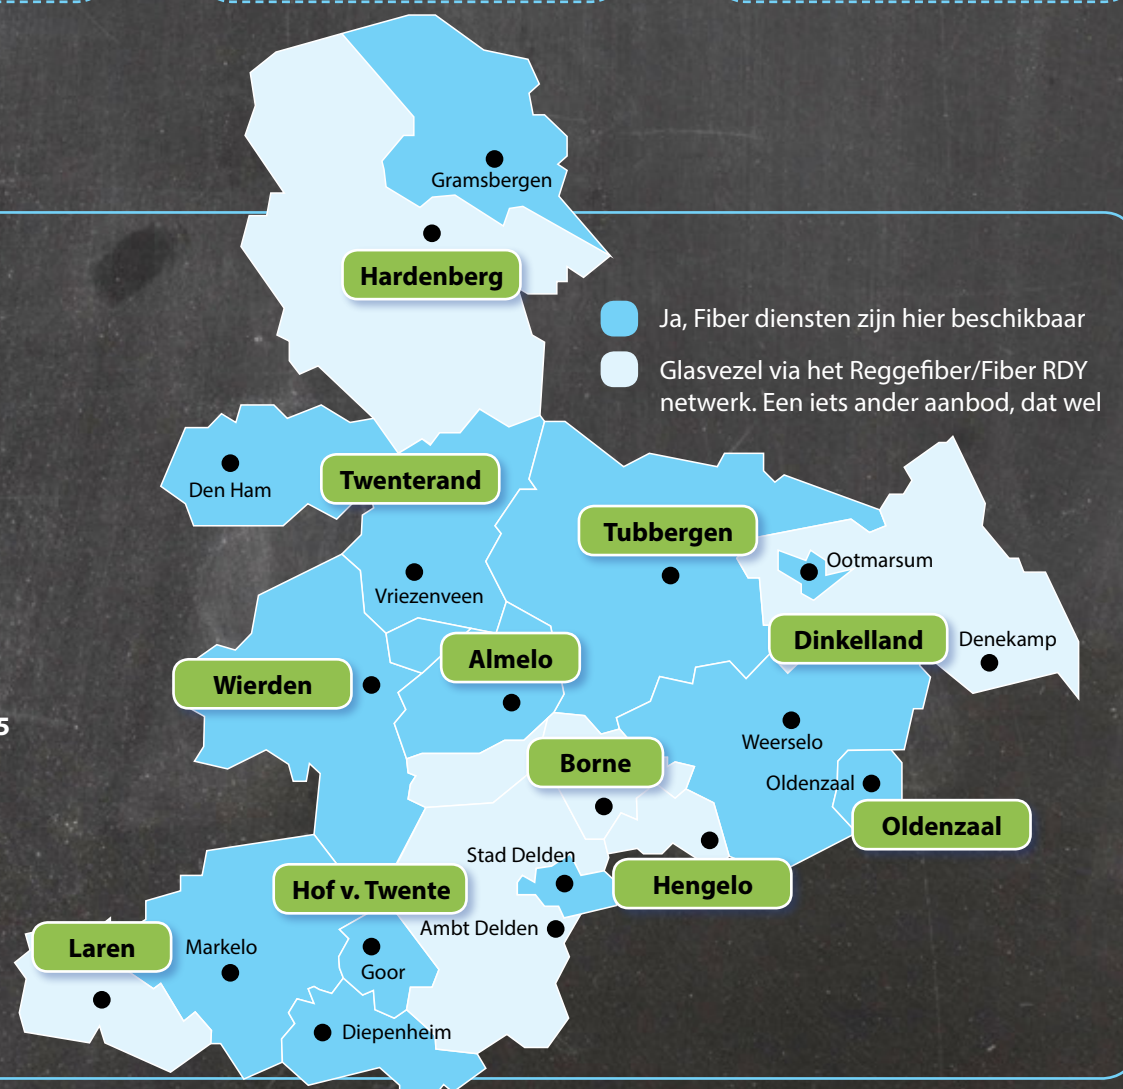 Gramsbergen
Hardenberg
Ja, Fiber diensten zijn hier beschikbaar
Glasvezel via het Reggefiber/Fiber RDY
netwerk. Een iets ander aanbod, dat wel
Den Ham
Twenterand
Tubbergen
Ootmarsum
Vriezenveen
Dinkelland
Denekamp
Almelo
Wierden
5
Weerselo
Borne
Oldenzaal
Oldenzaal
Stad Delden
Hengelo
Hof v. Twente
Ambt Delden
Laren
Markelo
Goor
Diepenheim